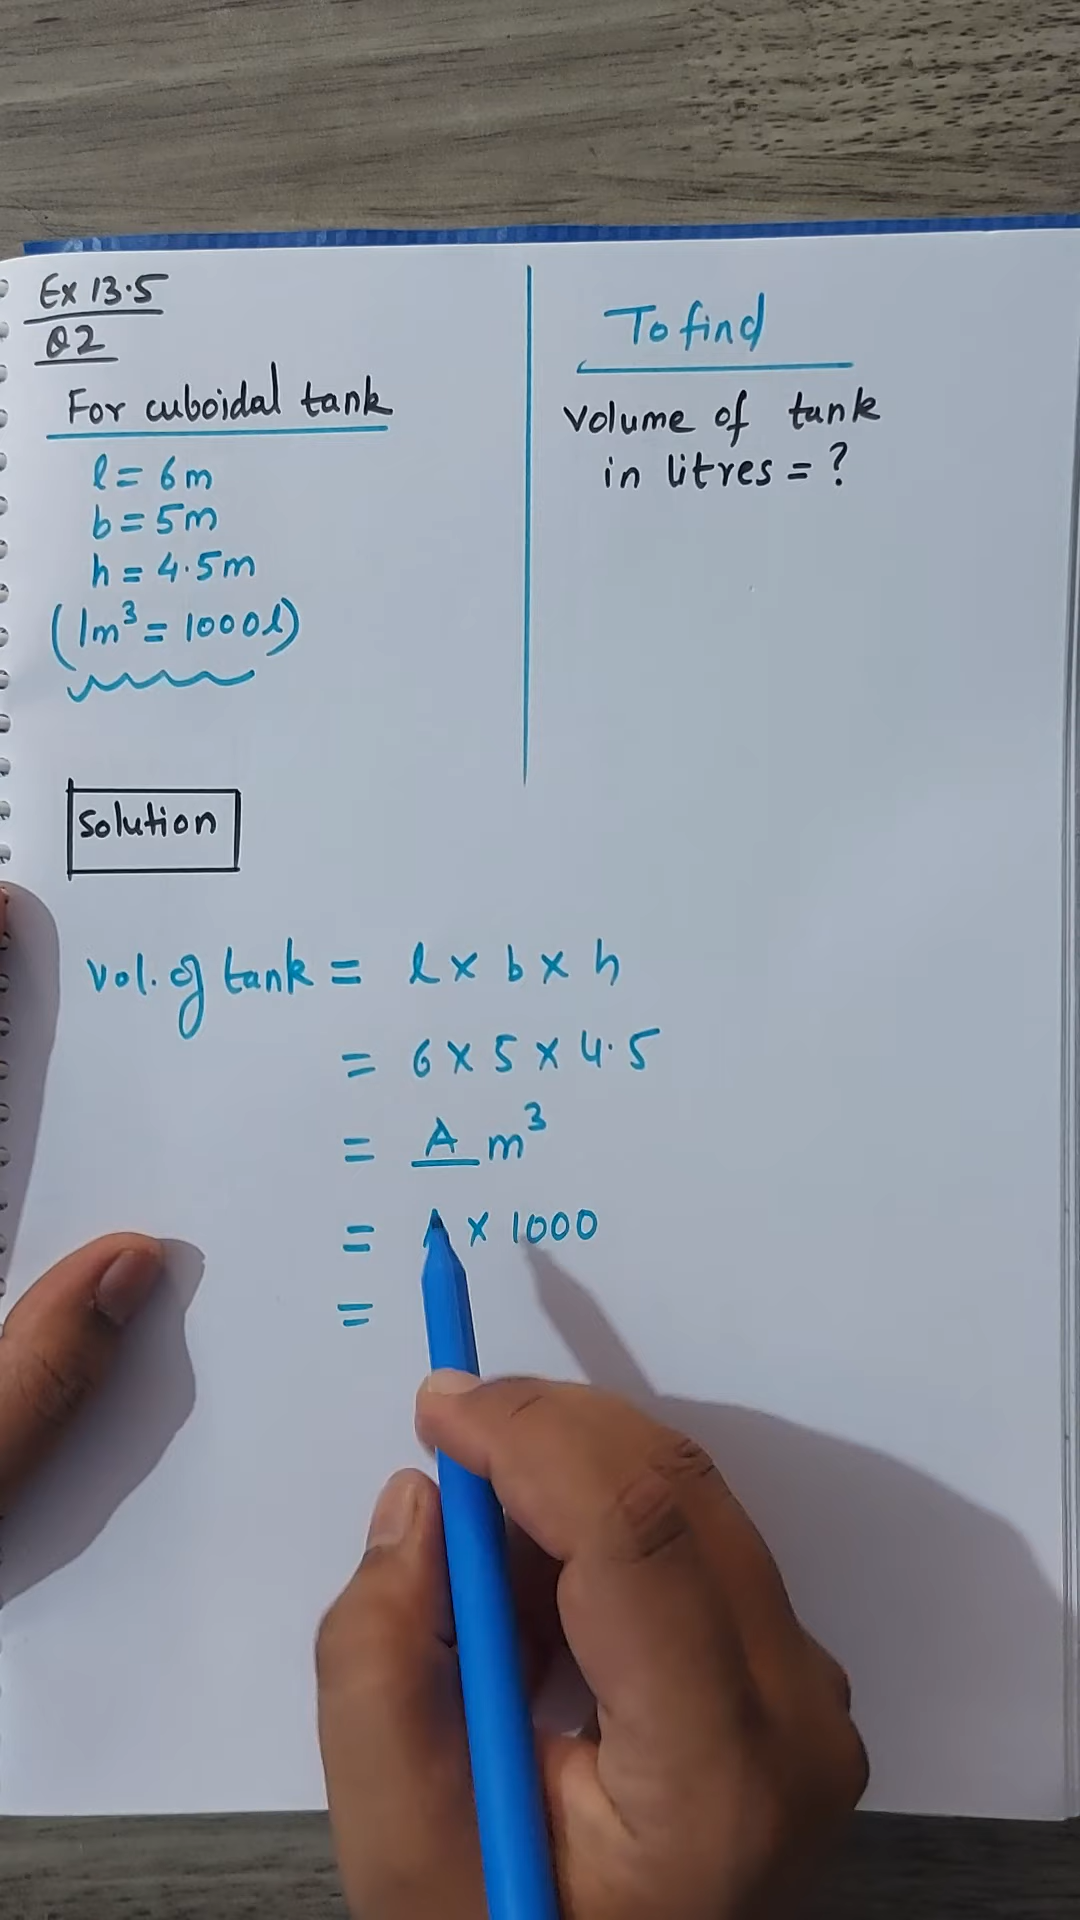 Ex 13.5
Q2
For cuboidal tank
l = 6m
b = 5m
h = 4.5m
(1m³ = 1000l)
To find
Volume of tank
in litres = ?
Solution
Vol. of tank = l × b × h
= 6 × 5 × 4.5
= A m³
= A × 1000
=